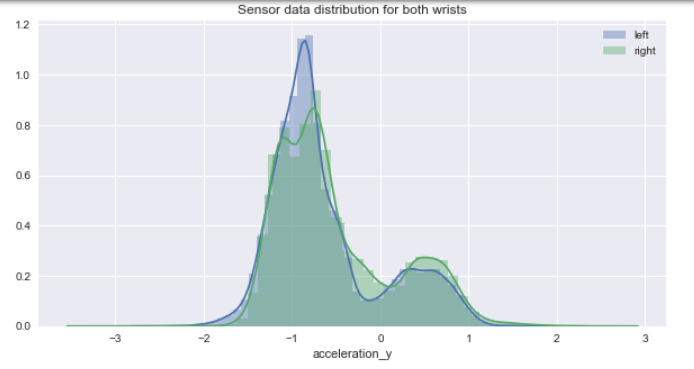 Sensor data distribution for both wrists
1.2
1.0
0.8
0.6
0.4
0.2
0.0
left
right
−3 −2 −1 0 1 2 3
acceleration_y